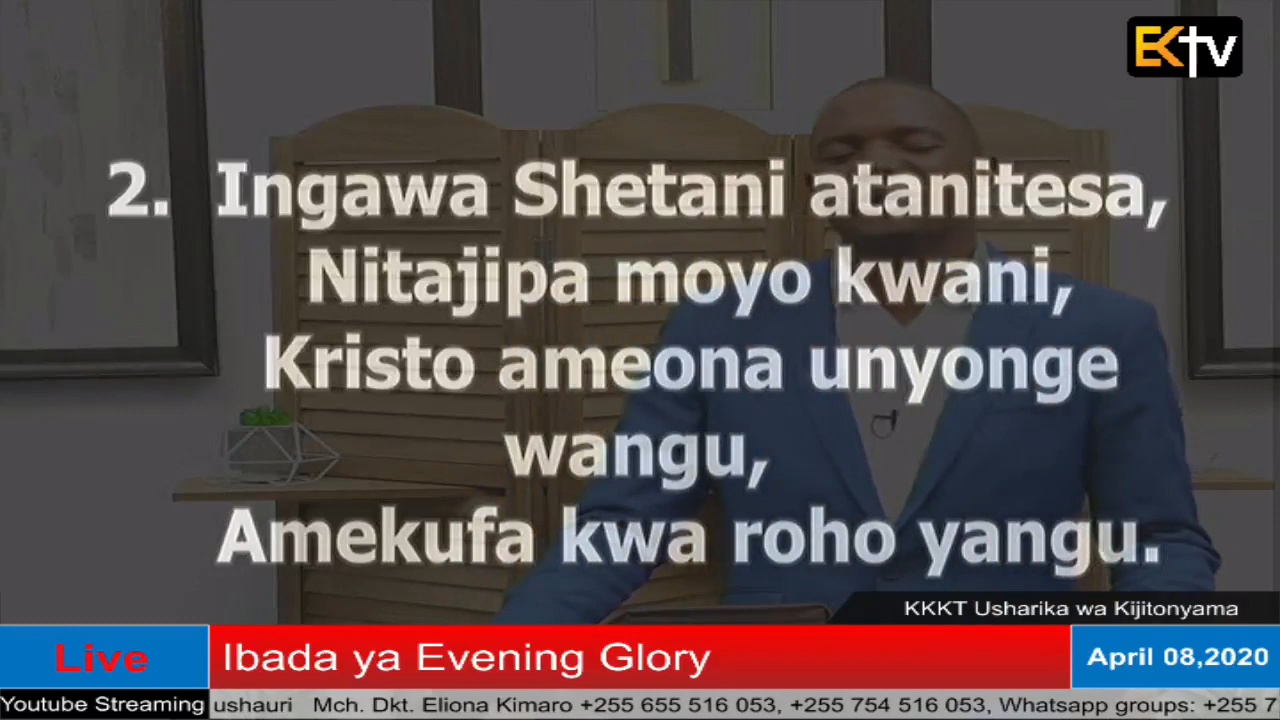 EKtv
2. Ingawa Shetani atanitesa,
Nitajipa moyo kwani,
Kristo ameona unyonge
wangu,
Amekufa kwa roho yangu.
KKKT Usharika wa Kijitonyama
Live
Ibada ya Evening Glory
April 08,2020
Youtube Streaming
ushauri Mch. Dkt. Eliona Kimaro +255 655 516 053, +255 754 516 053, Whatsapp groups: +255 7